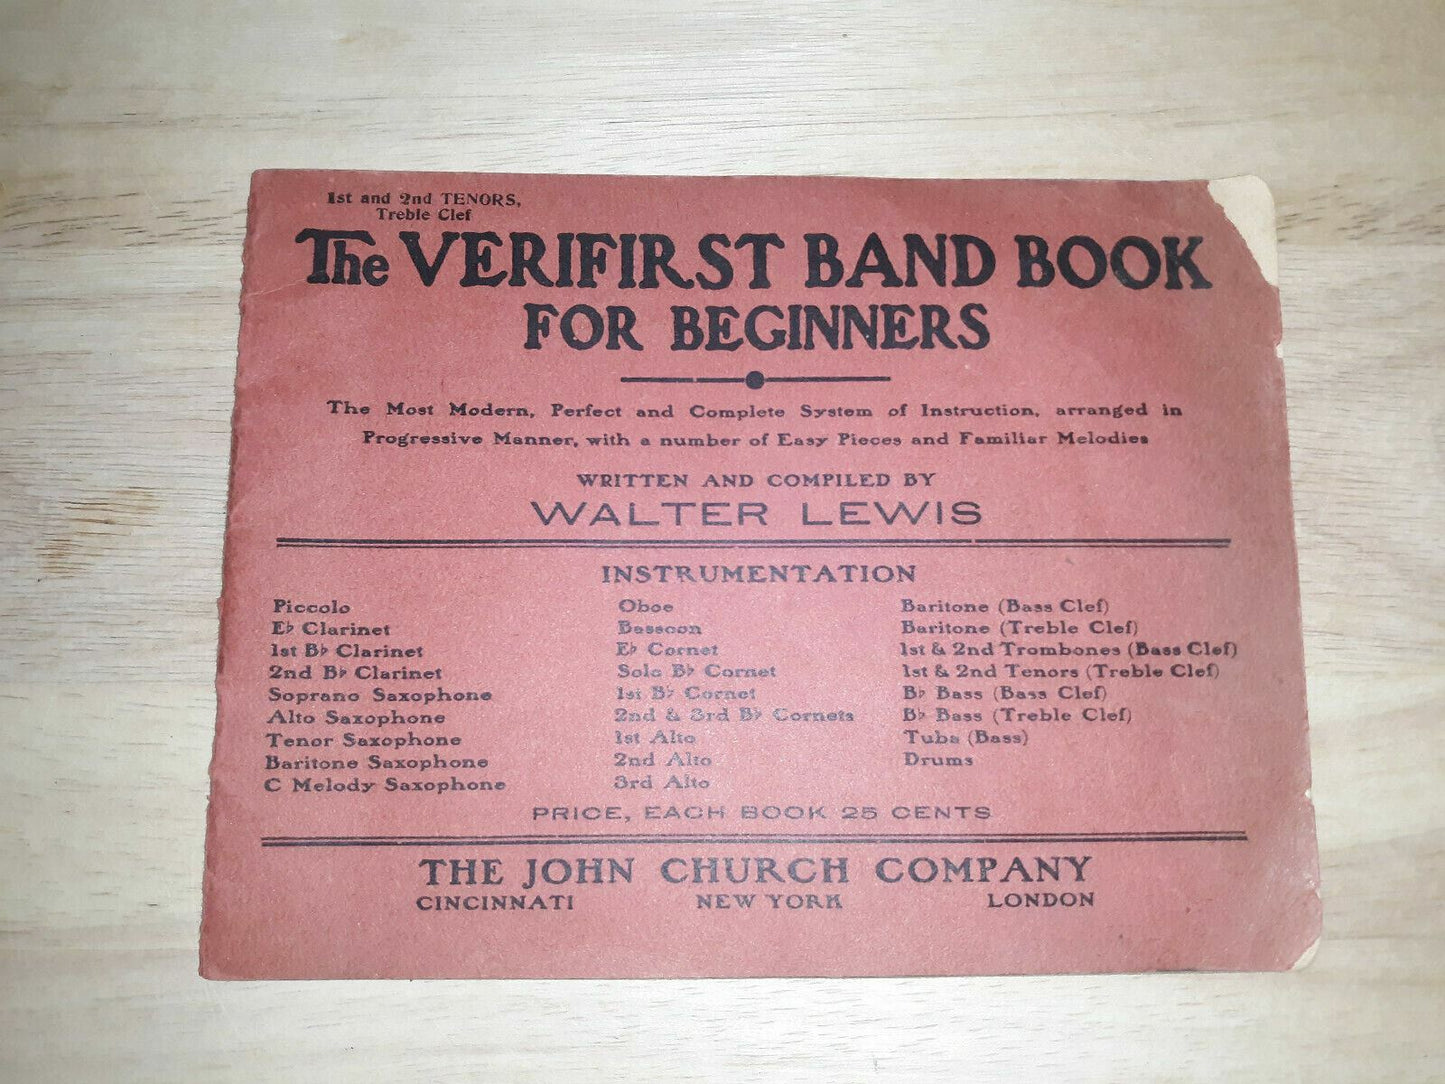 1st and 2nd TENORS,
Treble Clef
The VERIFIRST BAND BOOK
FOR BEGINNERS
The Most Modern, Perfect and Complete System of Instruction, arranged in
Progressive Manner, with a number of Easy Pieces and Familiar Melodies
WRITTEN AND COMPILED BY
WALTER LEWIS
INSTRUMENTATION
Piccolo
E♭ Clarinet
1st B♭ Clarinet
2nd B♭ Clarinet
Soprano Saxophone
Alto Saxophone
Tenor Saxophone
Baritone Saxophone
C Melody Saxophone
Oboe
Bassoon
E♭ Cornet
Solo B♭ Cornet
1st B♭ Cornet
2nd & 3rd B♭ Cornets
1st Alto
2nd Alto
3rd Alto
Baritone (Bass Clef)
Baritone (Treble Clef)
1st & 2nd Trombones (Bass Clef)
1st & 2nd Tenors (Treble Clef)
B♭ Bass (Bass Clef)
B♭ Bass (Treble Clef)
Tuba (Bass)
Drums
PRICE, EACH BOOK 25 CENTS
THE JOHN CHURCH COMPANY
CINCINNATI NEW YORK LONDON